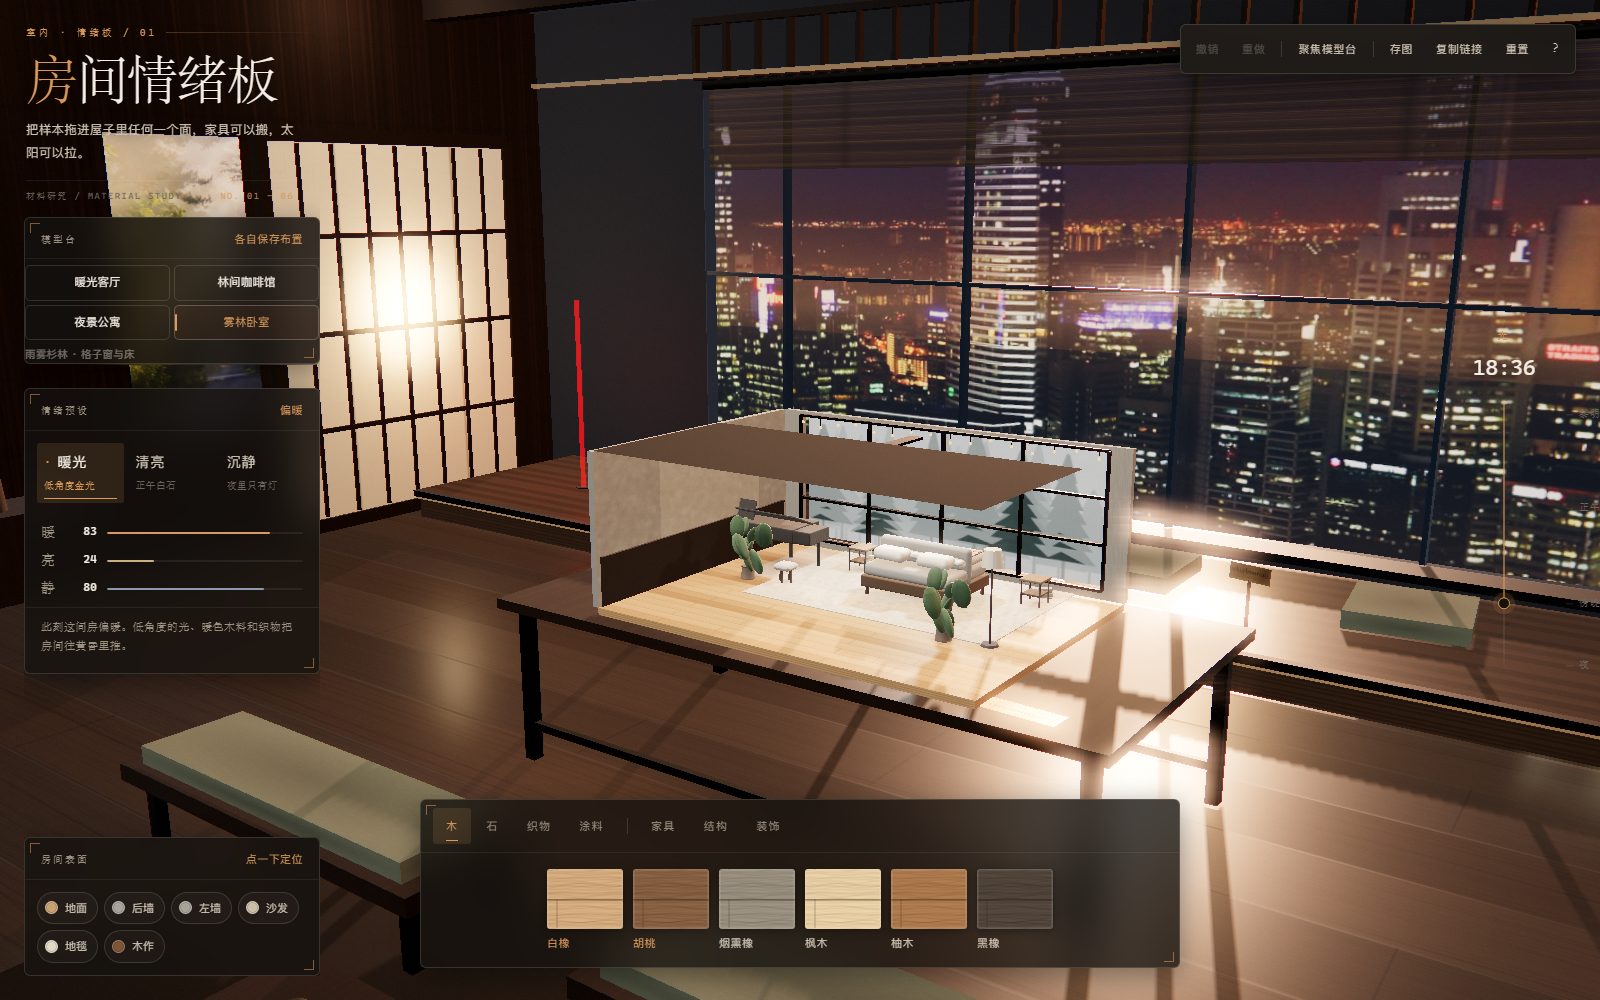 室内 · 情绪板 / 01
房间情绪板
把样本拖进屋子里任何一个面，家具可以搬，太
阳可以拉。
材料研究 / MATERIAL STUDY
模型台 各自保存布置
暖光客厅 林间咖啡馆
夜景公寓 雾林卧室
雨雾杉林 · 格子窗与床
情绪预设 偏暖
· 暖光 清亮 沉静
低角度金光 正午白石 夜里只有灯
暖 83
亮 24
静 80
此刻这间房偏暖。低角度的光、暖色木料和织物把
房间往黄昏里推。
房间表面 点一下定位
地面 后墙 左墙 沙发
地毯 木作
撤销 重做 聚焦模型台 存图 复制链接 重置 ?
STRAITS
TRADING
18:36
正午
夜
木 石 织物 涂料 家具 结构 装饰
白橡 胡桃 烟熏橡 枫木 柚木 黑橡